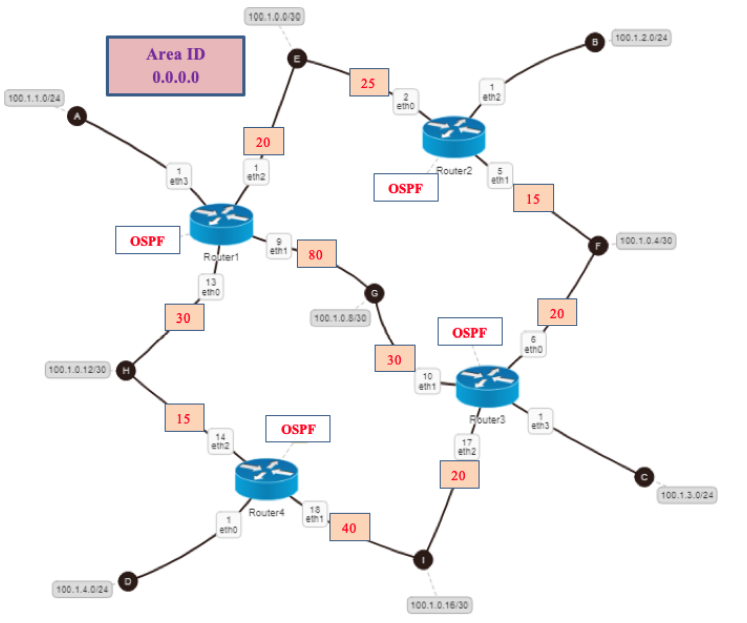 100.1.0.0/30
Area ID
0.0.0.0
E
B
100.1.2.0/24
25
100.1.1.0/24
A
2
eth0
1
eth2
20
Router2
1
eth3
1
eth2
5
eth1
OSPF
15
OSPF
Router1
9
eth1
80
F
100.1.0.4/30
13
eth0
G
100.1.0.8/30
30
20
OSPF
6
eth0
30
H
100.1.0.12/30
10
eth1
Router3
1
eth3
15
OSPF
14
eth2
17
eth2
20
C
100.1.3.0/24
Router4
18
eth1
1
eth0
40
I
D
100.1.4.0/24
100.1.0.16/30